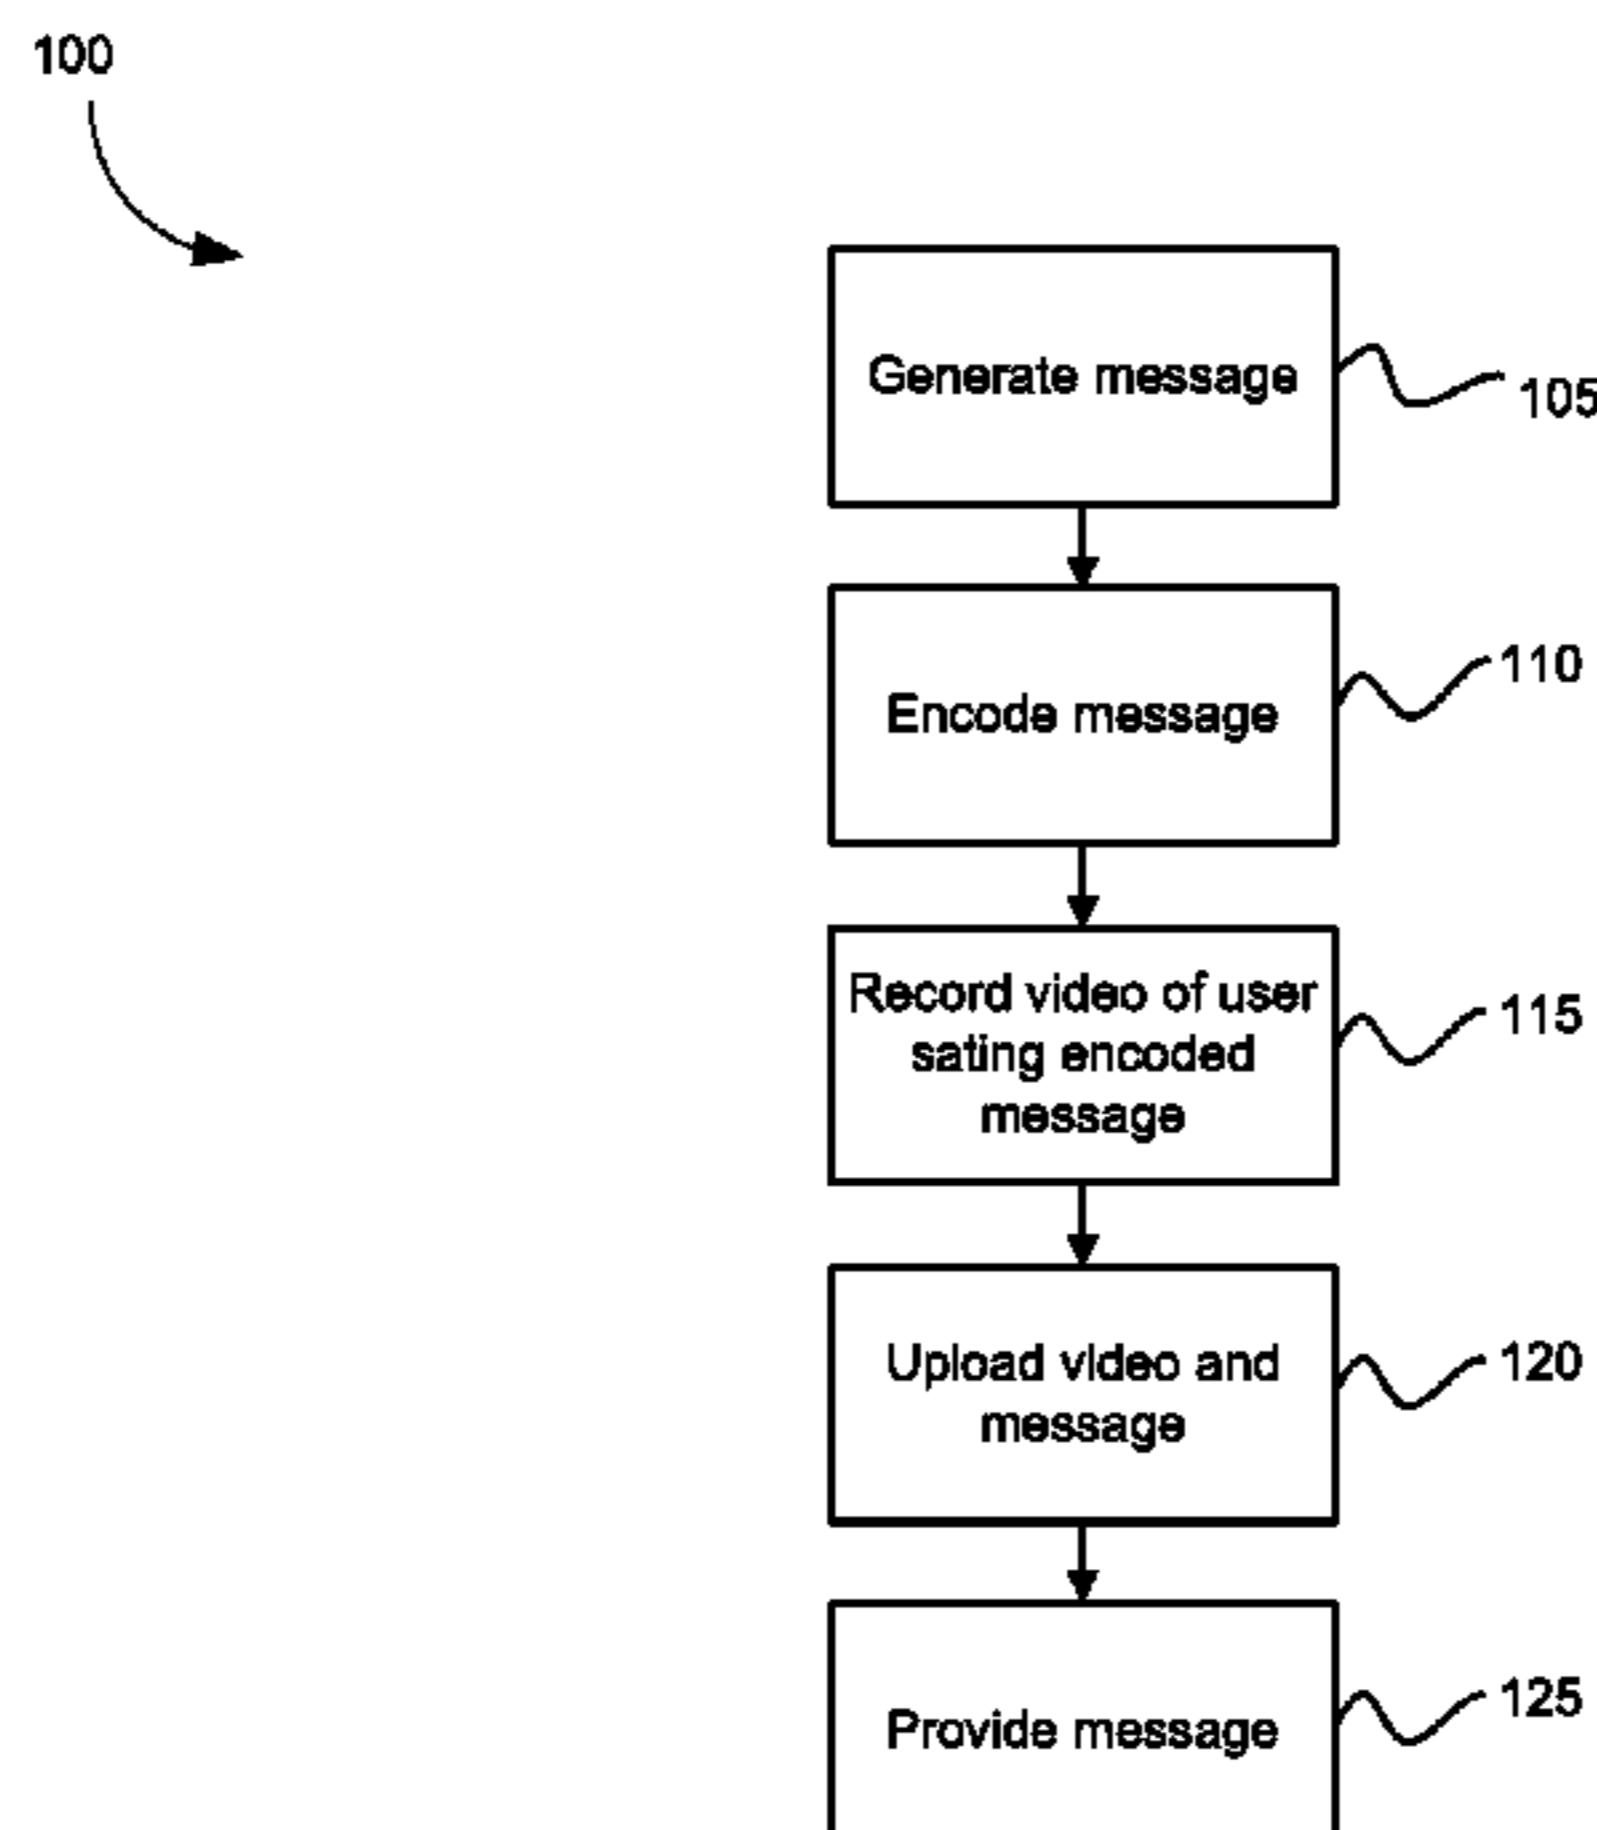 100
Generate message
105
Encode message
110
Record video of user
sating encoded
message
115
Upload video and
message
120
Provide message
125